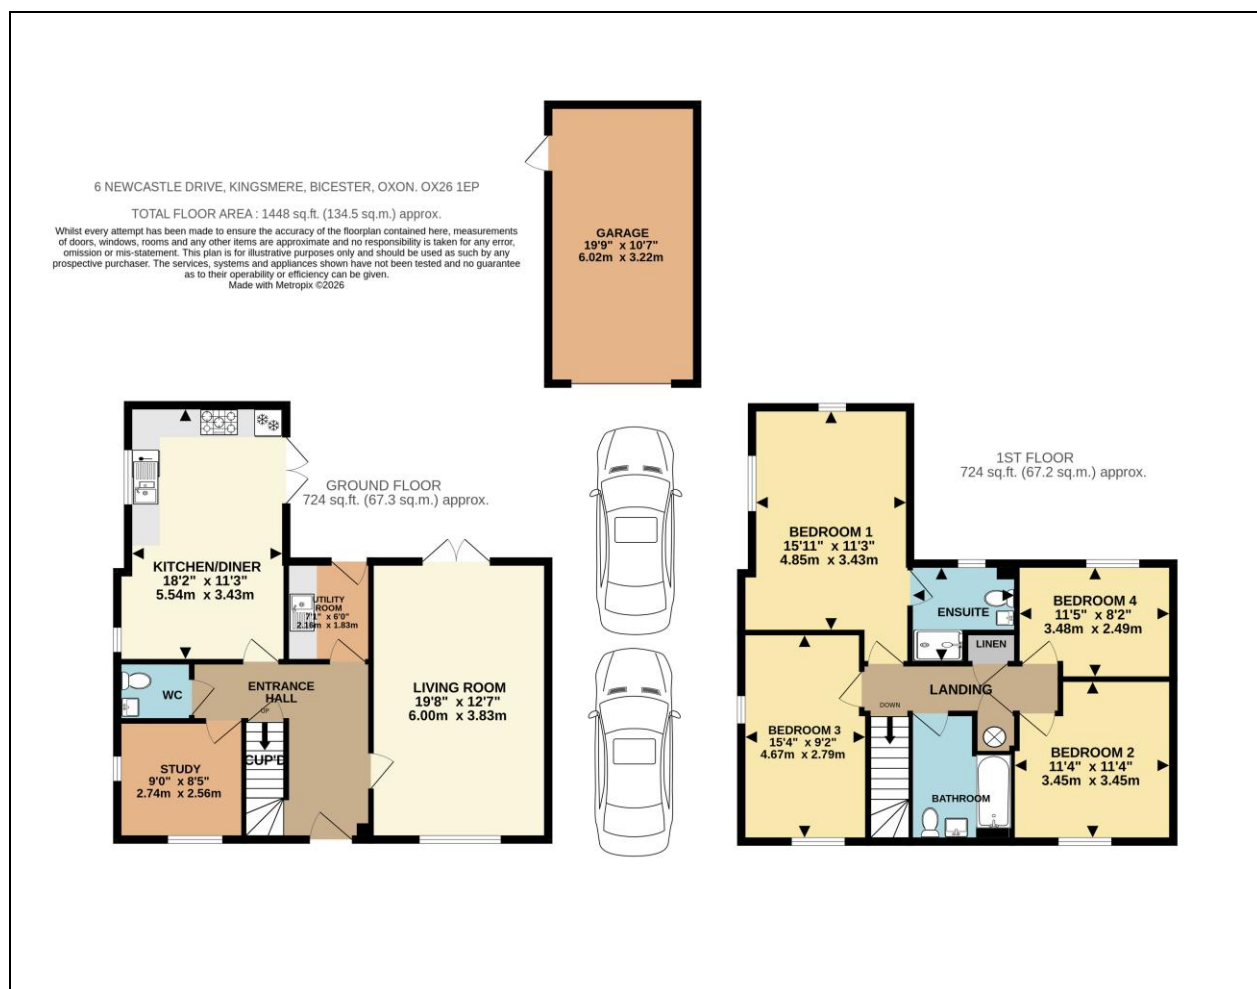 6 NEWCASTLE DRIVE, KINGSMERE, BICESTER, OXON. OX26 1EP
TOTAL FLOOR AREA : 1448 sq.ft. (134.5 sq.m.) approx.
Whilst every attempt has been made to ensure the accuracy of the floorplan contained here, measurements
of doors, windows, rooms and any other items are approximate and no responsibility is taken for any error,
omission or mis-statement. This plan is for illustrative purposes only and should be used as such by any
prospective purchaser. The services, systems and appliances shown have not been tested and no guarantee
as to their operability or efficiency can be given.
Made with Metropix ©2026
GARAGE
19'9" x 10'7"
6.02m x 3.22m
GROUND FLOOR
724 sq.ft. (67.3 sq.m.) approx.
KITCHEN/DINER
18'2" x 11'3"
5.54m x 3.43m
UTILITY
ROOM
7'1" x 6'0"
2.16m x 1.83m
WC
ENTRANCE
HALL
UP
CUP'D
LIVING ROOM
19'8" x 12'7"
6.00m x 3.83m
STUDY
9'0" x 8'5"
2.74m x 2.56m
1ST FLOOR
724 sq.ft. (67.2 sq.m.) approx.
BEDROOM 1
15'11" x 11'3"
4.85m x 3.43m
ENSUITE
BEDROOM 4
11'5" x 8'2"
3.48m x 2.49m
LINEN
LANDING
DOWN
BEDROOM 3
15'4" x 9'2"
4.67m x 2.79m
BEDROOM 2
11'4" x 11'4"
3.45m x 3.45m
BATHROOM